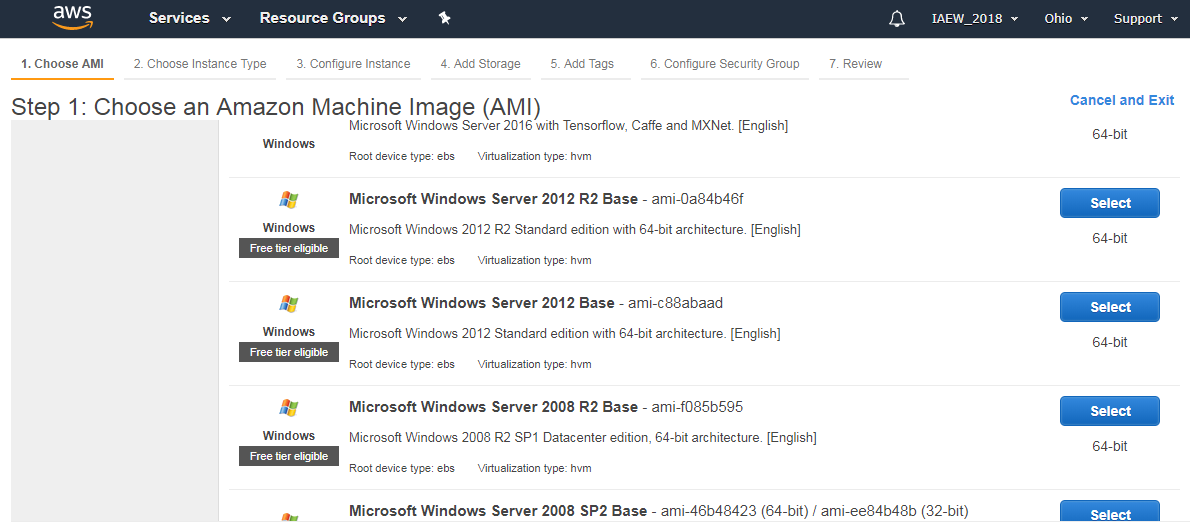 aws Services Resource Groups IAEW_2018 Ohio Support
1. Choose AMI 2. Choose Instance Type 3. Configure Instance 4. Add Storage 5. Add Tags 6. Configure Security Group 7. Review
Step 1: Choose an Amazon Machine Image (AMI) Cancel and Exit
Microsoft Windows Server 2016 with Tensorflow, Caffe and MXNet. [English]
64-bit
Windows
Root device type: ebs Virtualization type: hvm
Microsoft Windows Server 2012 R2 Base - ami-0a84b46f
Select
Windows
Microsoft Windows 2012 R2 Standard edition with 64-bit architecture. [English]
64-bit
Free tier eligible
Root device type: ebs Virtualization type: hvm
Microsoft Windows Server 2012 Base - ami-c88abaad
Select
Windows
Microsoft Windows 2012 Standard edition with 64-bit architecture. [English]
64-bit
Free tier eligible
Root device type: ebs Virtualization type: hvm
Microsoft Windows Server 2008 R2 Base - ami-f085b595
Select
Windows
Microsoft Windows 2008 R2 SP1 Datacenter edition, 64-bit architecture. [English]
64-bit
Free tier eligible
Root device type: ebs Virtualization type: hvm
Microsoft Windows Server 2008 SP2 Base - ami-46b48423 (64-bit) / ami-ee84b48b (32-bit)
Select